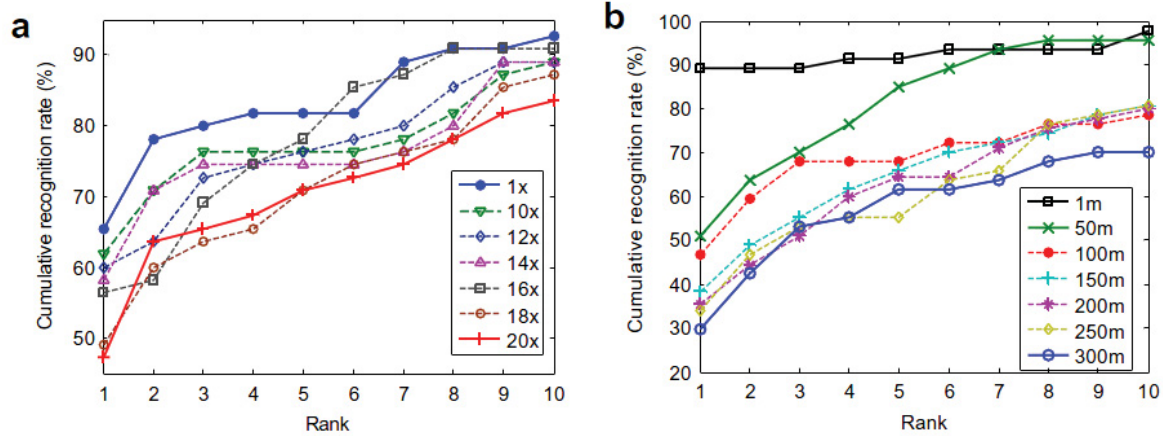 a
Cumulative recognition rate (%)
90
80
70
60
50
1 2 3 4 5 6 7 8 9 10
Rank
1x
10x
12x
14x
16x
18x
20x
b
Cumulative recognition rate (%)
100
90
80
70
60
50
40
30
20
1 2 3 4 5 6 7 8 9 10
Rank
1m
50m
100m
150m
200m
250m
300m